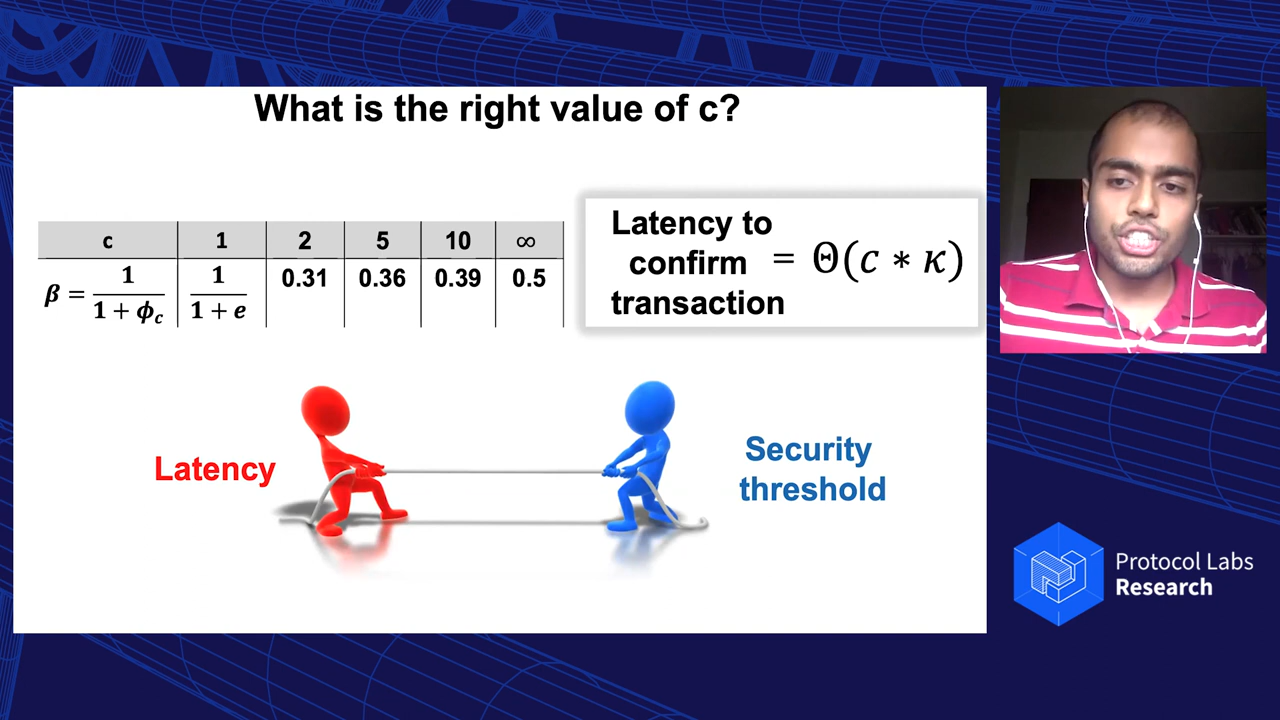 What is the right value of c?
c 1 2 5 10 ∞
β = 1/(1 + ϕ_c) 1/(1 + e) 0.31 0.36 0.39 0.5
Latency to
confirm = Θ(c * κ)
transaction
Latency
Security
threshold
Protocol Labs
Research